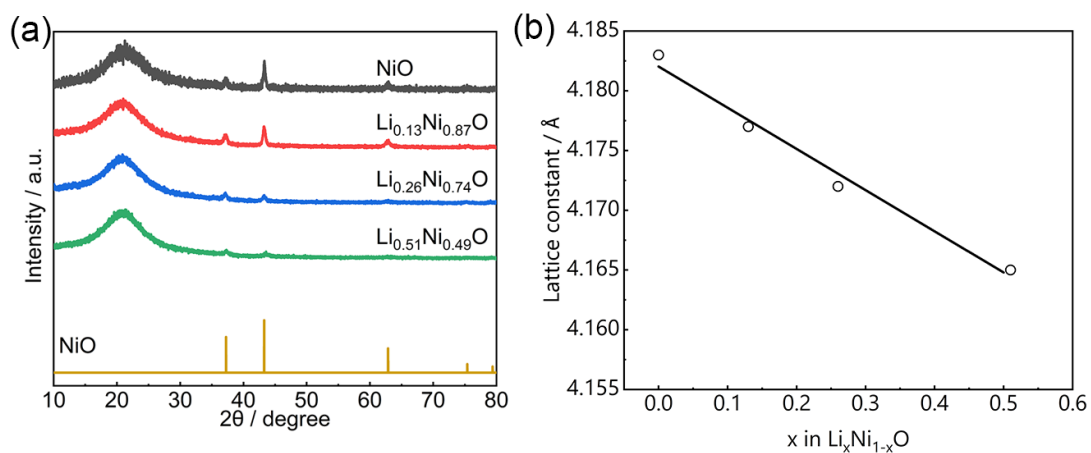 (a)
Intensity / a.u.
NiO
Li₀.₁₃Ni₀.₈₇O
Li₀.₂₆Ni₀.₇₄O
Li₀.₅₁Ni₀.₄₉O
NiO
10 20 30 40 50 60 70 80
2θ / degree
(b)
Lattice constant / Å
4.185
4.180
4.175
4.170
4.165
4.160
4.155
0.0 0.1 0.2 0.3 0.4 0.5 0.6
x in LiₓNi₁₋ₓO